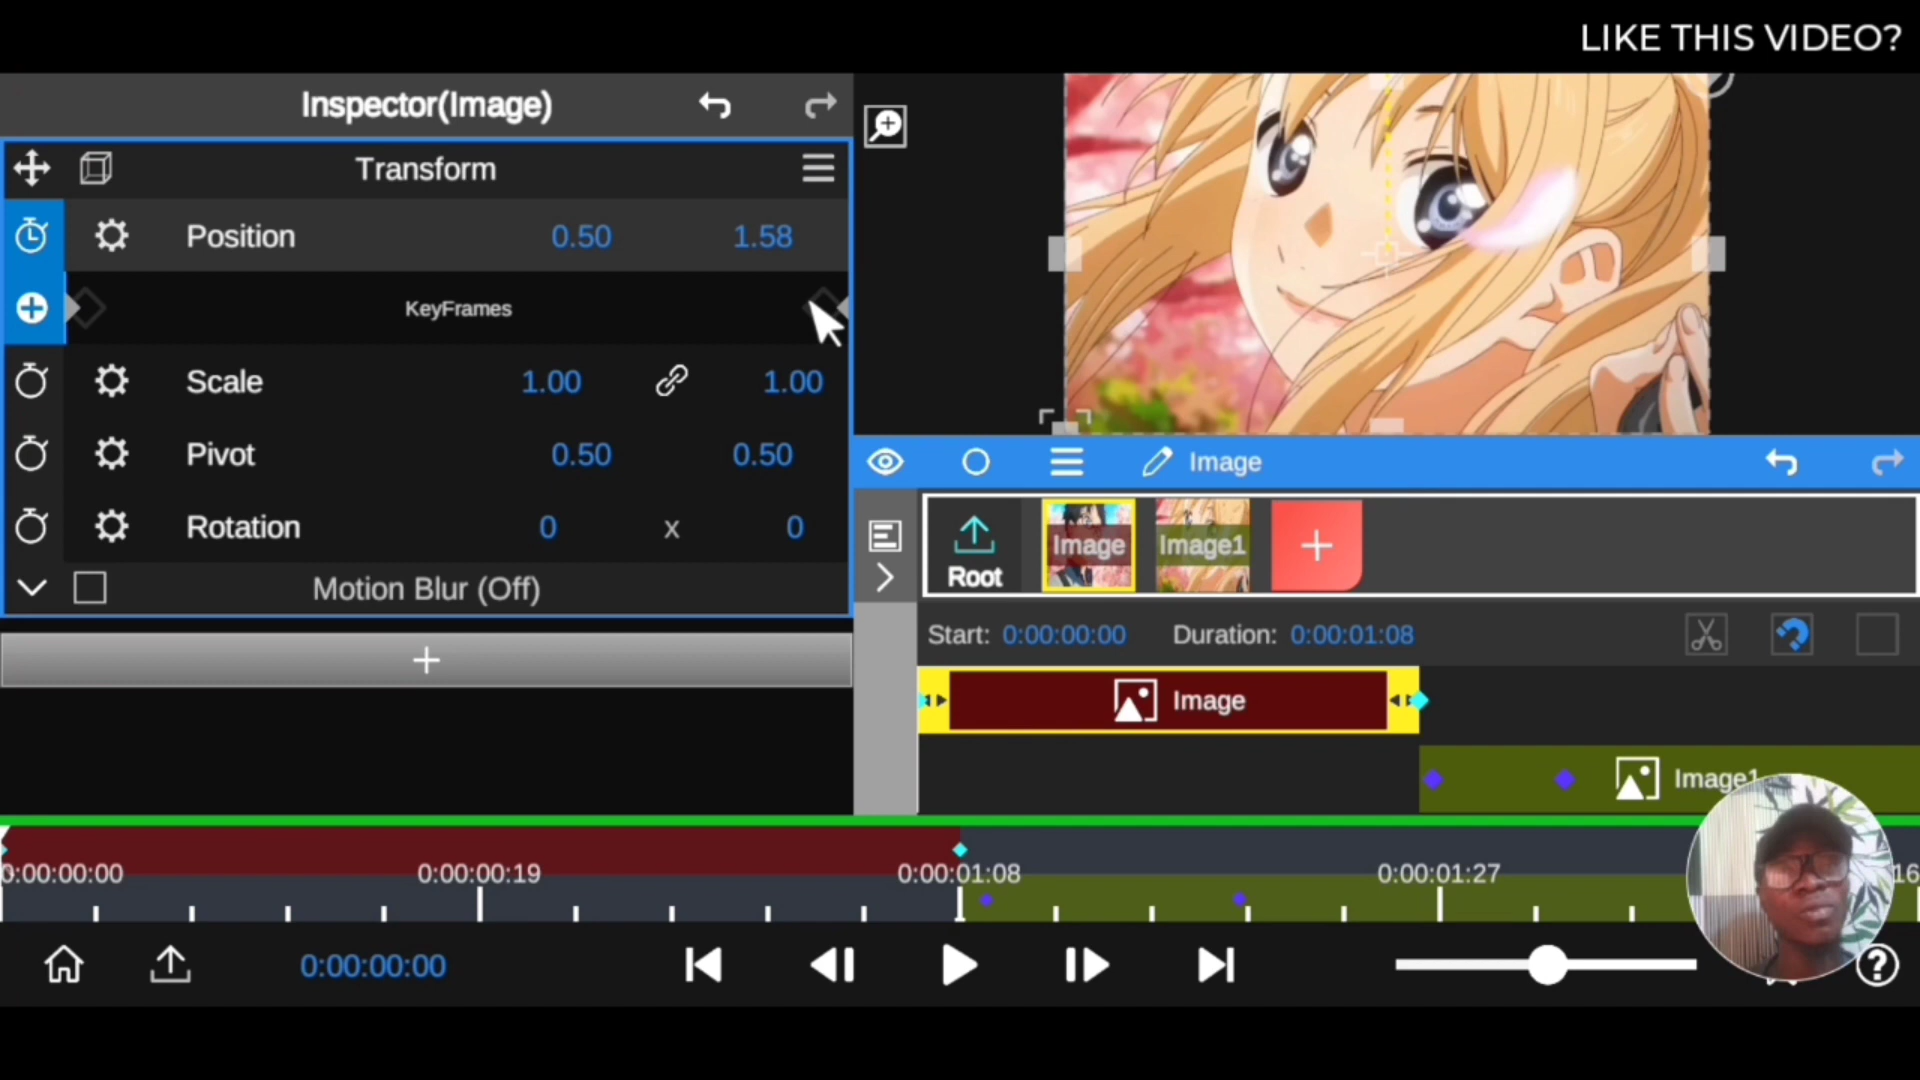 LIKE THIS VIDEO?
Inspector(Image)
Transform
Position 0.50 1.58
KeyFrames
Scale 1.00 1.00
Pivot 0.50 0.50
Rotation 0 x 0
Motion Blur (Off)
+
Image
Root Image Image1 +
Start: 0:00:00:00 Duration: 0:00:01:08
Image
Image1
0:00:00:00 0:00:00:19 0:00:01:08 0:00:01:27 16
0:00:00:00
?